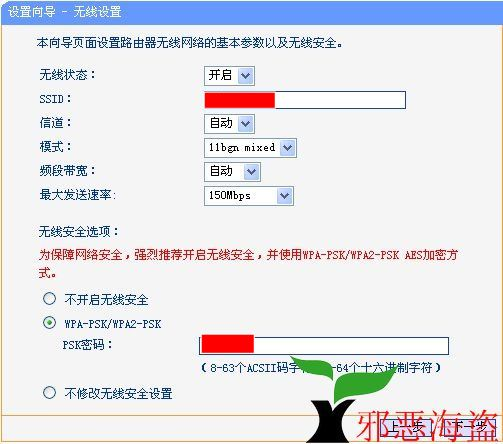 设置向导 - 无线设置
本向导页面设置路由器无线网络的基本参数以及无线安全。
无线状态： 开启
SSID：
信道： 自动
模式： 11bgn mixed
频段带宽： 自动
最大发送速率： 150Mbps
无线安全选项：
为保障网络安全，强烈推荐开启无线安全，并使用WPA-PSK/WPA2-PSK AES加密方
式。
不开启无线安全
WPA-PSK/WPA2-PSK
PSK密码：
（8-63个ACSII码字 -64个十六进制字符）
不修改无线安全设置
上一步 下一步
邪恶海盗